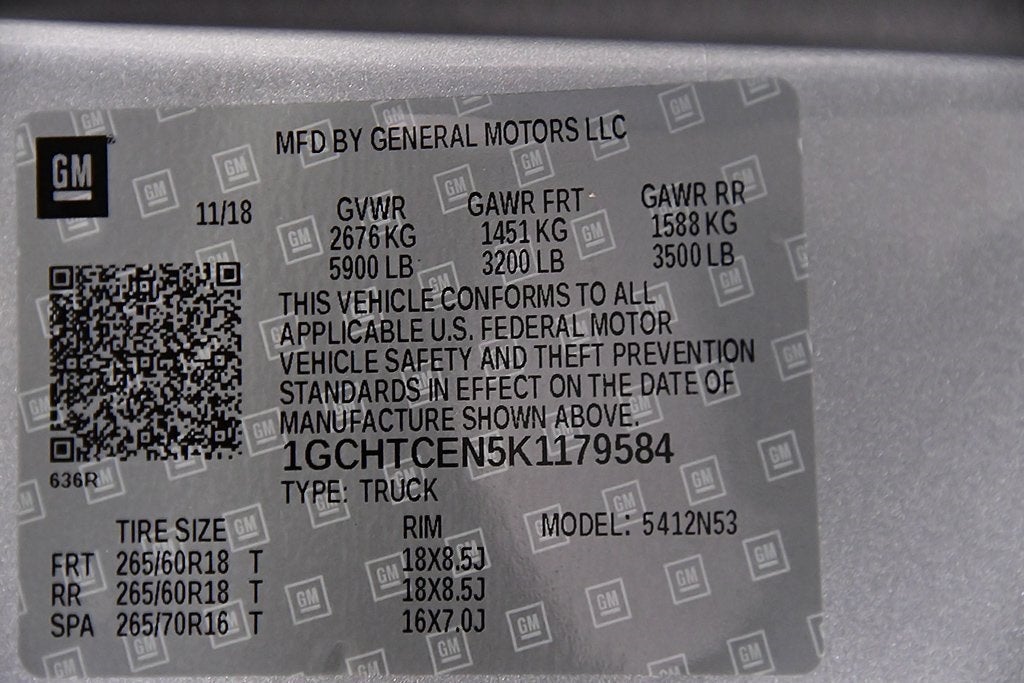 GM
MFD BY GENERAL MOTORS LLC
11/18
GVWR GAWR FRT GAWR RR
2676 KG 1451 KG 1588 KG
5900 LB 3200 LB 3500 LB
THIS VEHICLE CONFORMS TO ALL
APPLICABLE U.S. FEDERAL MOTOR
VEHICLE SAFETY AND THEFT PREVENTION
STANDARDS IN EFFECT ON THE DATE OF
MANUFACTURE SHOWN ABOVE.
1GCHTCEN5K1179584
636R
TYPE: TRUCK
TIRE SIZE RIM MODEL: 5412N53
FRT 265/60R18 T 18X8.5J
RR 265/60R18 T 18X8.5J
SPA 265/70R16 T 16X7.0J